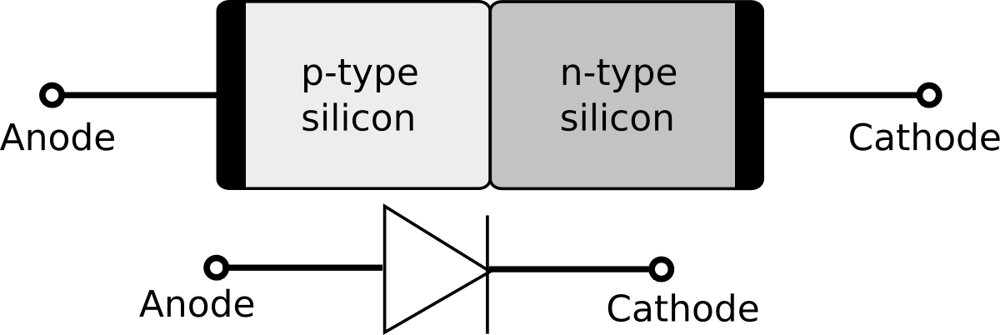 p-type
silicon
n-type
silicon
Anode
Cathode
Anode
Cathode